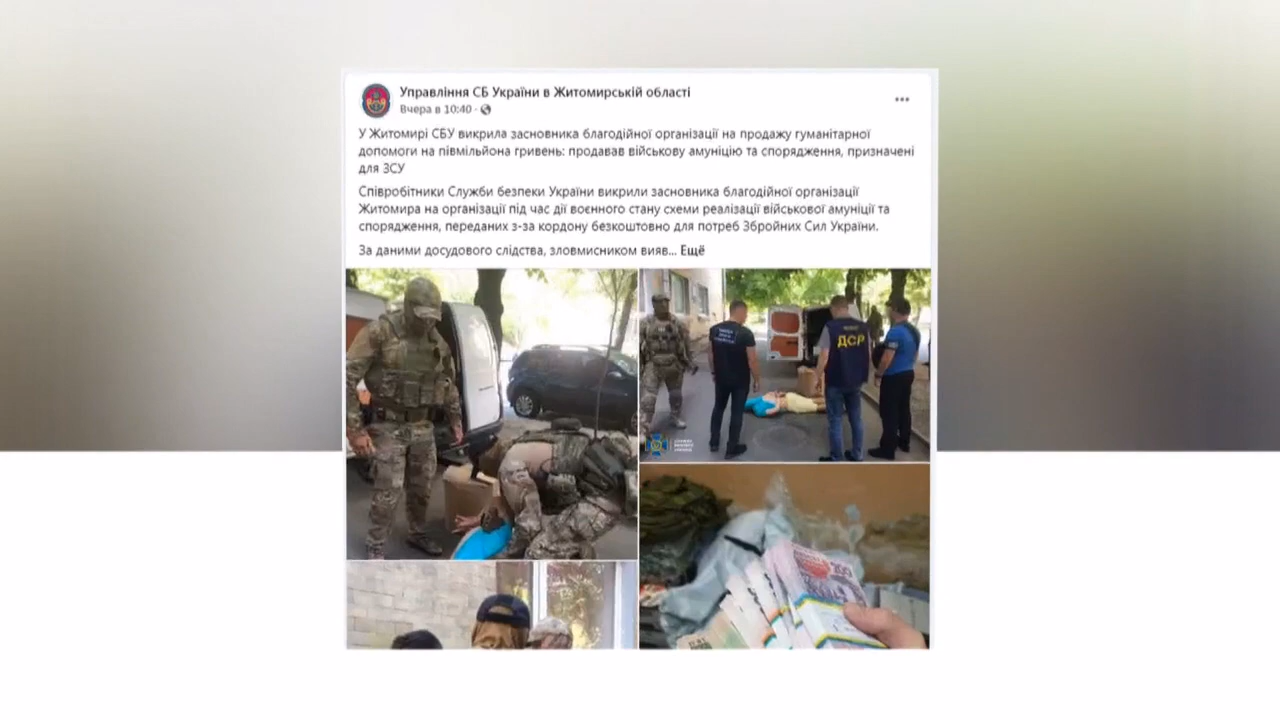 Управління СБ України в Житомирській області
Вчера в 10:40 ·
У Житомирі СБУ викрила засновника благодійної організації на продажу гуманітарної
допомоги на півмільйона гривень: продавав військову амуніцію та спорядження, призначені
для ЗСУ
Співробітники Служби безпеки України викрили засновника благодійної організації
Житомира на організації під час дії воєнного стану схеми реалізації військової амуніції та
спорядження, переданих з-за кордону безкоштовно для потреб Збройних Сил України.
За даними досудового слідства, зловмисником вияв... Ещё
ДСР
200